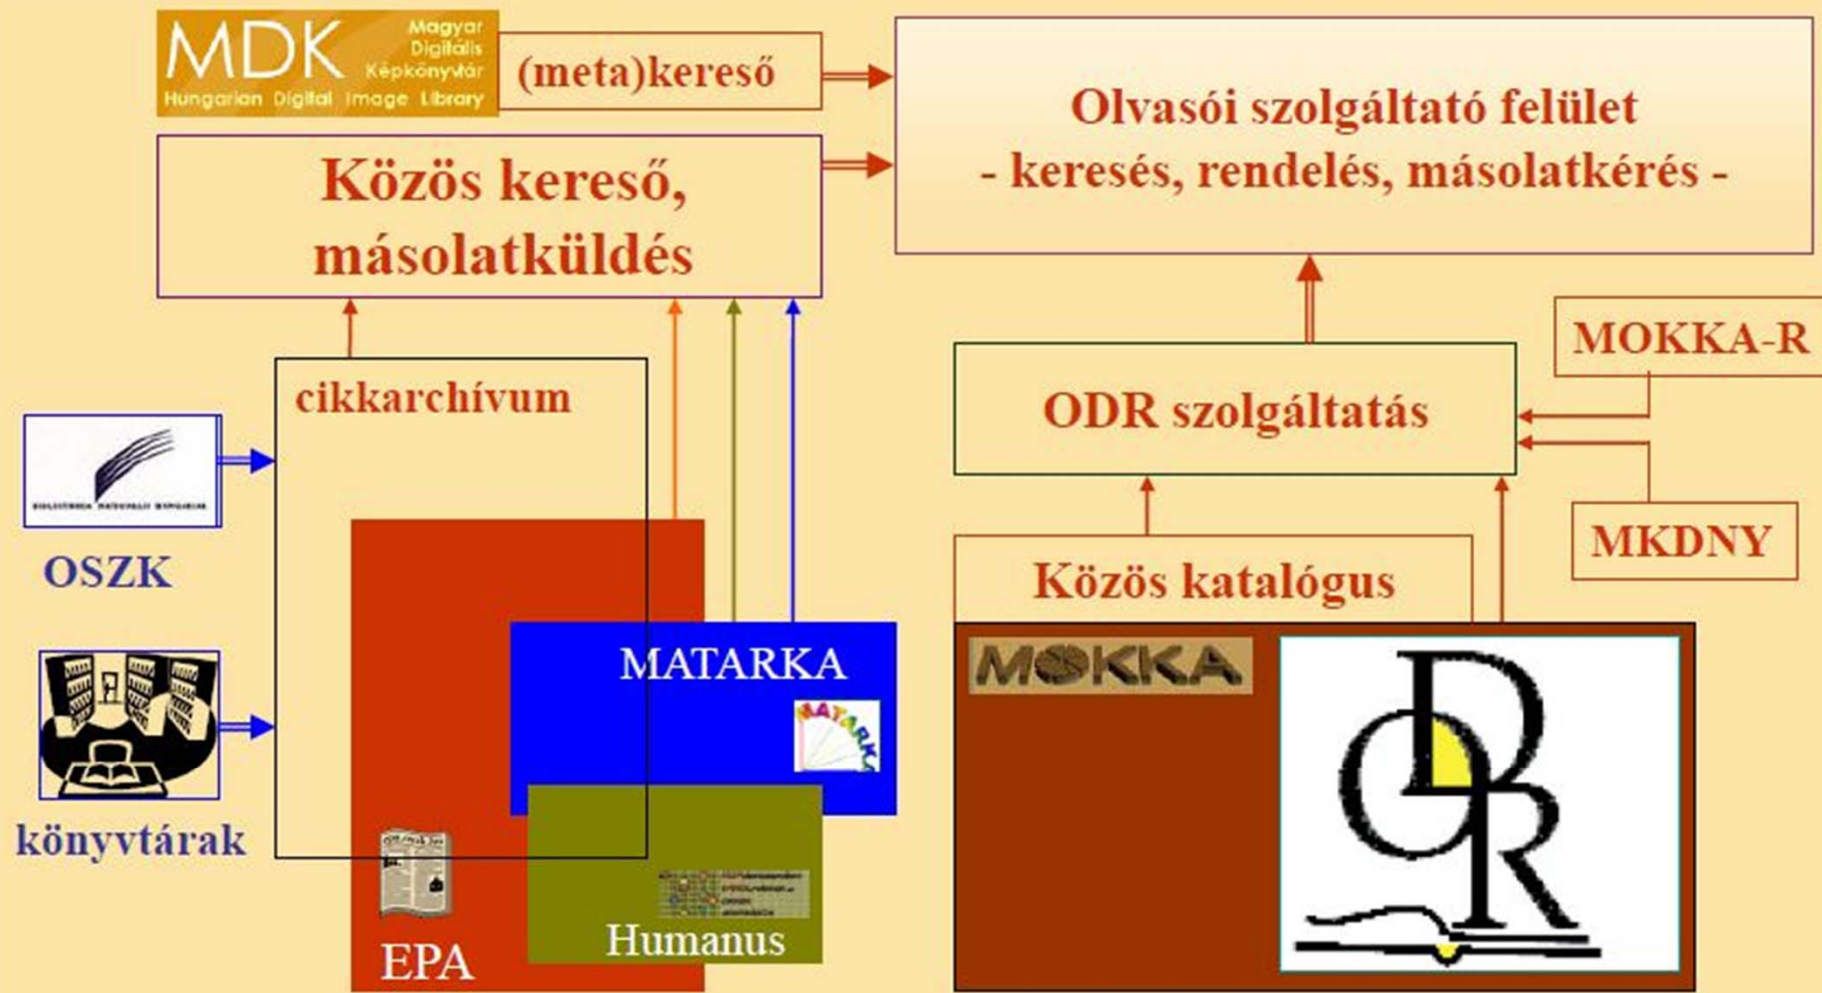 MDK
Magyar
Digitális
Képkönyvtár
Hungarian Digital Image Library
(meta)kereső
Olvasói szolgáltató felület
- keresés, rendelés, másolatkérés -
Közös kereső,
másolatküldés
cikkarchívum
OSZK
könyvtárak
MATARKA
MATARKA
EPA
Humanus
ODR szolgáltatás
MOKKA-R
MKDNY
Közös katalógus
MOKKA
ODR